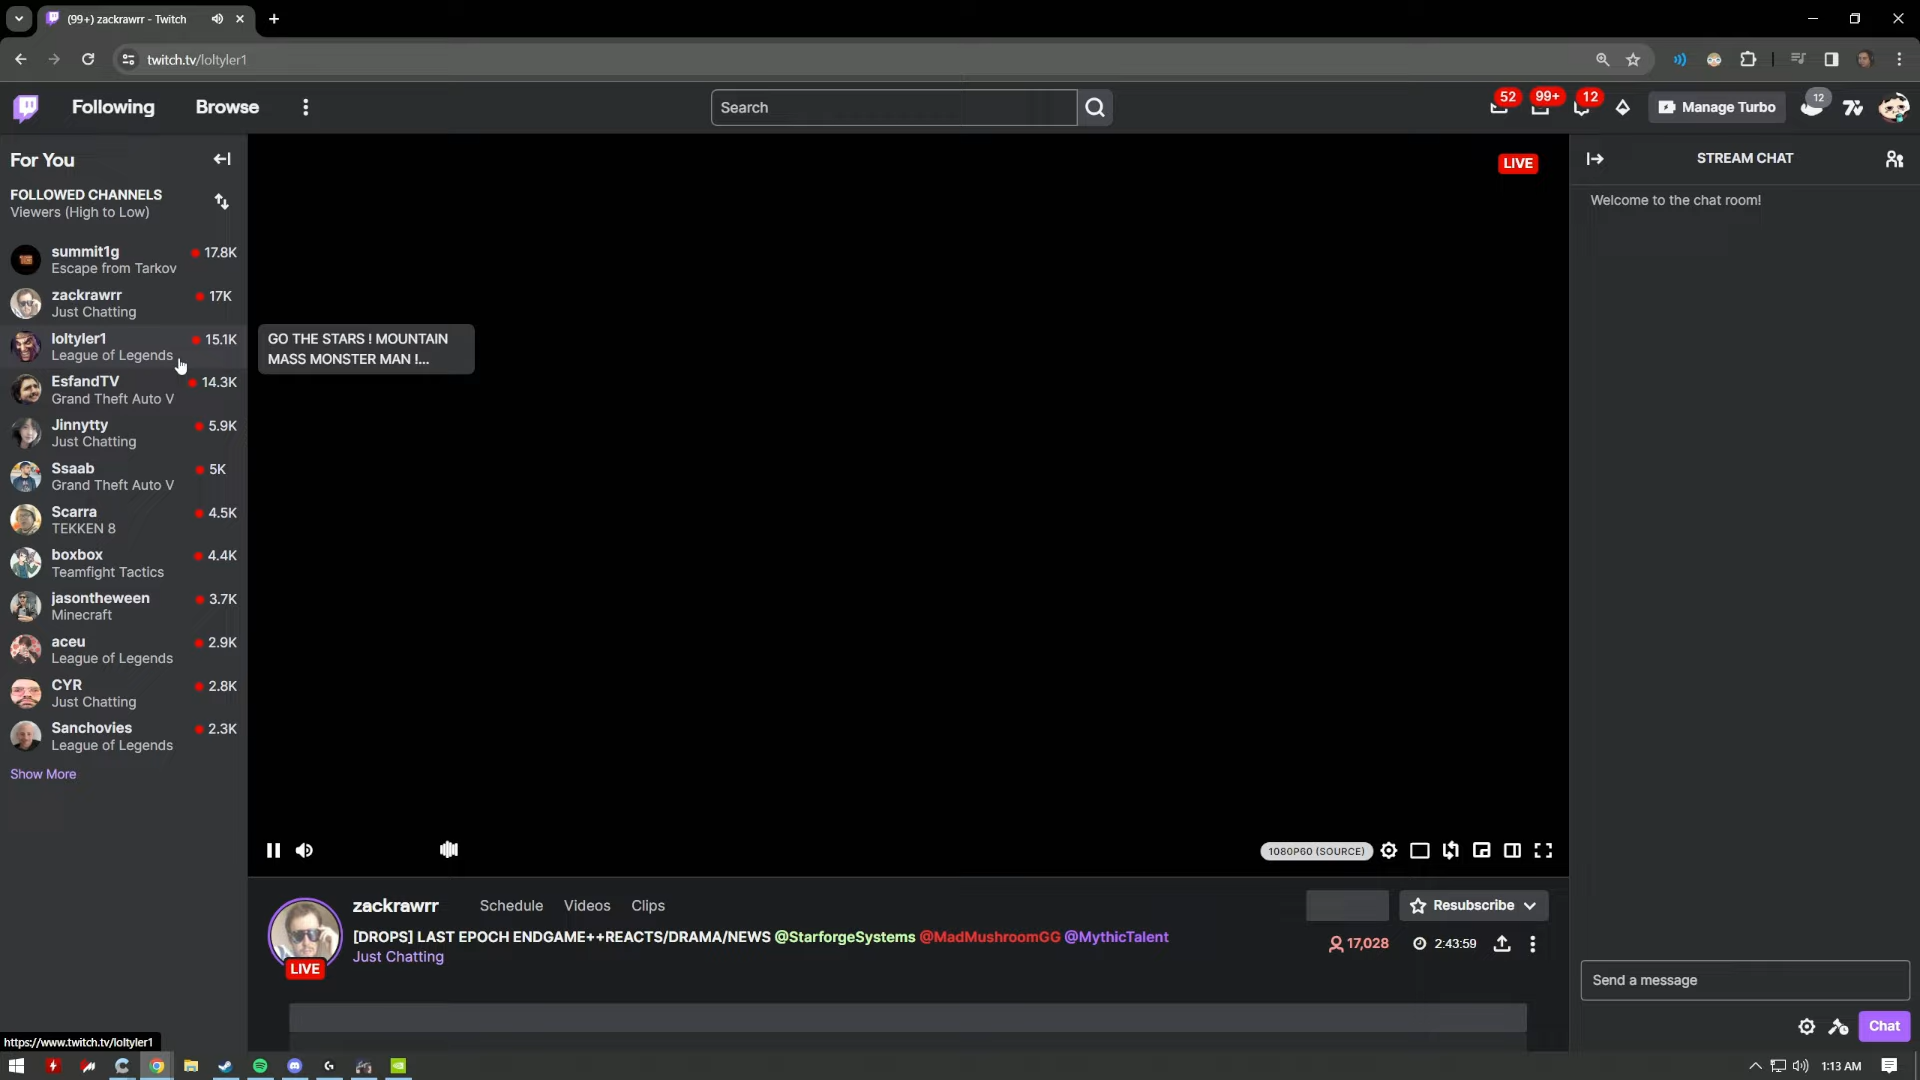 (99+) zackrawrr - Twitch
twitch.tv/loltyler1
Following
Browse
Search
52
99+
12
Manage Turbo
12
For You
FOLLOWED CHANNELS
Viewers (High to Low)
summit1g
17.8K
Escape from Tarkov
zackrawrr
17K
Just Chatting
loltyler1
15.1K
League of Legends
EsfandTV
14.3K
Grand Theft Auto V
Jinnytty
5.9K
Just Chatting
Ssaab
5K
Grand Theft Auto V
Scarra
4.5K
TEKKEN 8
boxbox
4.4K
Teamfight Tactics
jasontheween
3.7K
Minecraft
aceu
2.9K
League of Legends
CYR
2.8K
Just Chatting
Sanchovies
2.3K
League of Legends
Show More
GO THE STARS ! MOUNTAIN
MASS MONSTER MAN !...
LIVE
1080P60 (SOURCE)
zackrawrr
Schedule
Videos
Clips
Resubscribe
[DROPS] LAST EPOCH ENDGAME++REACTS/DRAMA/NEWS @StarforgeSystems @MadMushroomGG @MythicTalent
Just Chatting
17,028
2:43:59
LIVE
STREAM CHAT
Welcome to the chat room!
Send a message
Chat
https://www.twitch.tv/loltyler1
1:13 AM